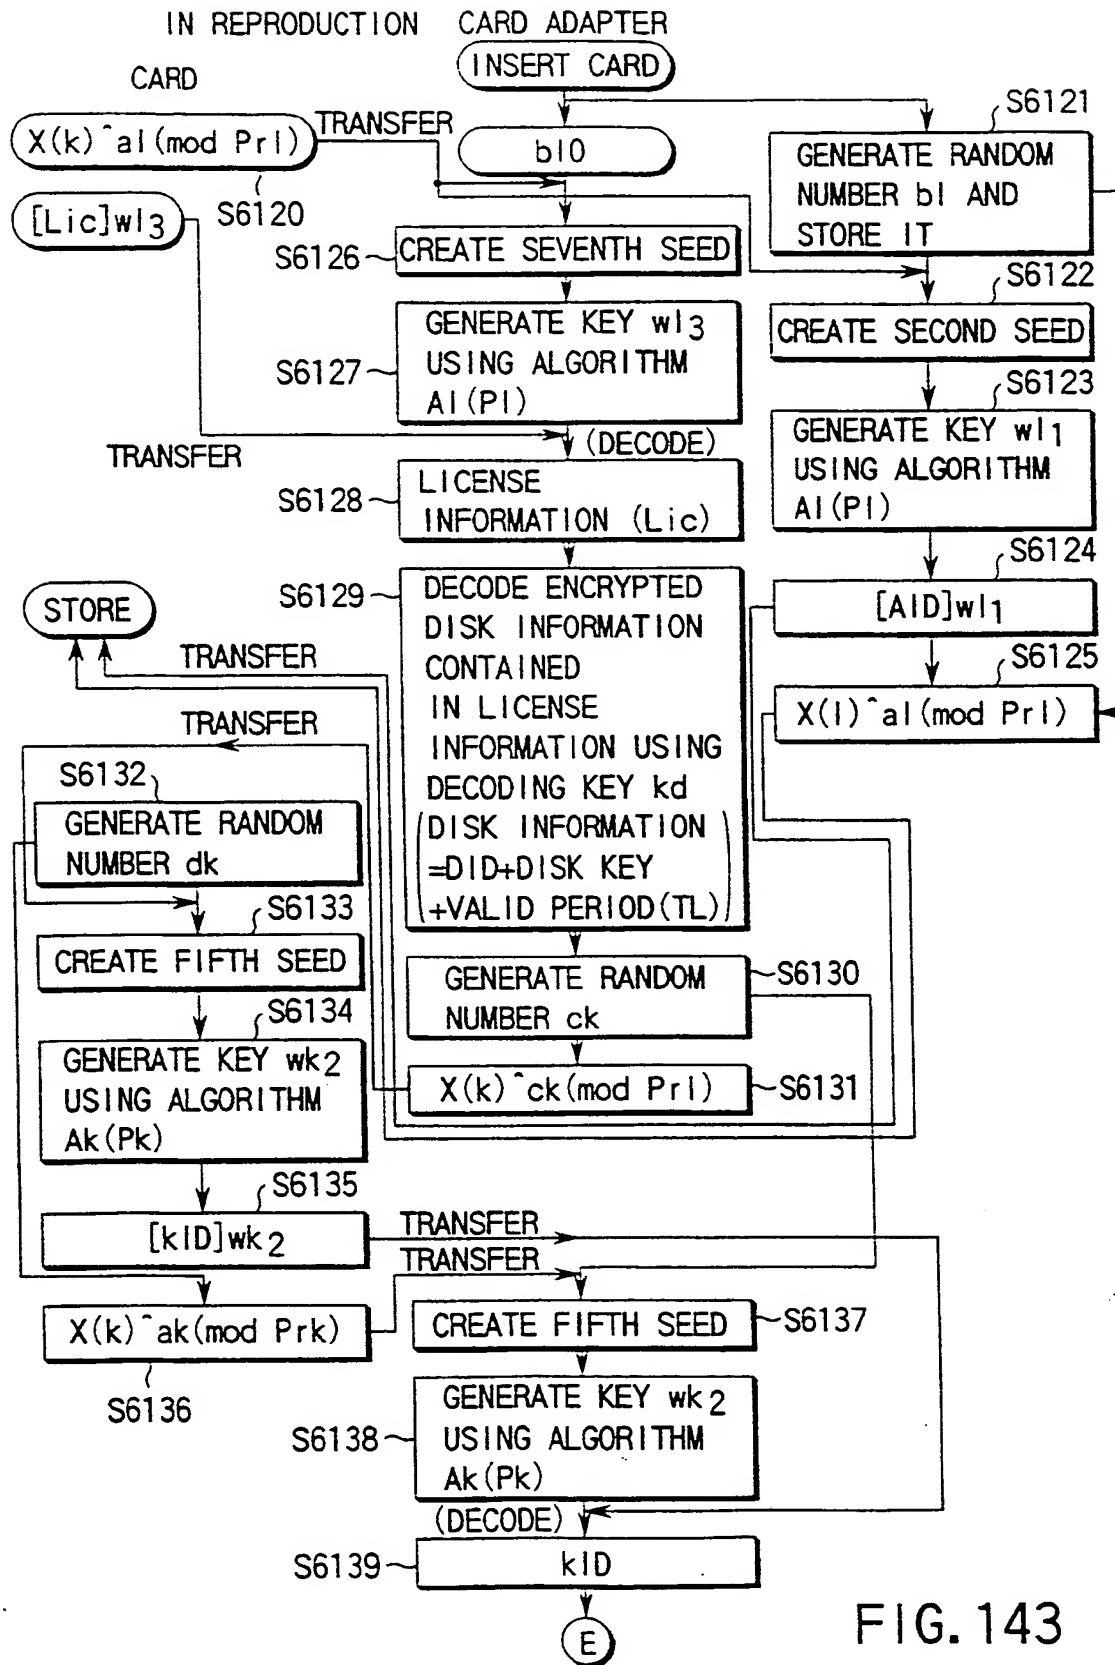 IN REPRODUCTION CARD ADAPTER
INSERT CARD
CARD
X(k)^al(mod Prl)
TRANSFER
S6120
bl0
S6121
GENERATE RANDOM
NUMBER bl AND
STORE IT
[Lic]wl3
S6126
CREATE SEVENTH SEED
S6122
CREATE SECOND SEED
S6127
GENERATE KEY wl3
USING ALGORITHM
Al(Pl)
S6123
GENERATE KEY wl1
USING ALGORITHM
Al(Pl)
TRANSFER
(DECODE)
S6128
LICENSE
INFORMATION (Lic)
S6124
[AID]wl1
S6129
DECODE ENCRYPTED
DISK INFORMATION
CONTAINED
IN LICENSE
INFORMATION USING
DECODING KEY kd
(DISK INFORMATION
=DID+DISK KEY
+VALID PERIOD(TL))
S6125
X(l)^al(mod Prl)
STORE
TRANSFER
TRANSFER
S6132
GENERATE RANDOM
NUMBER dk
S6133
CREATE FIFTH SEED
S6130
GENERATE RANDOM
NUMBER ck
S6134
GENERATE KEY wk2
USING ALGORITHM
Ak(Pk)
X(k)^ck(mod Prl)
S6131
S6135
[kID]wk2
TRANSFER
TRANSFER
X(k)^ak(mod Prk)
S6136
CREATE FIFTH SEED
S6137
S6138
GENERATE KEY wk2
USING ALGORITHM
Ak(Pk)
(DECODE)
S6139
kID
E
FIG. 143